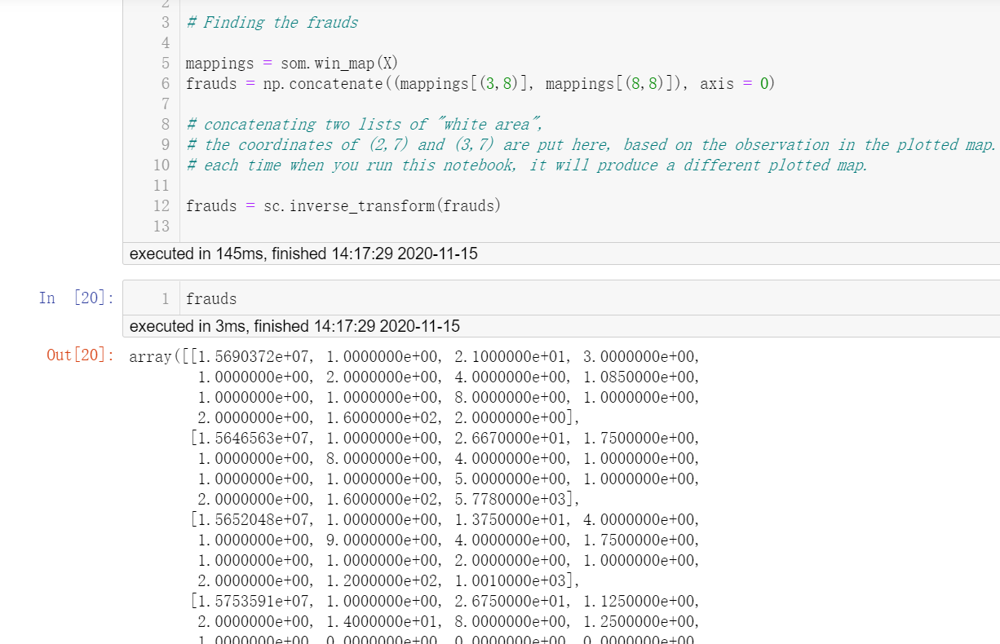 2
3 # Finding the frauds
4
5 mappings = som.win_map(X)
6 frauds = np.concatenate((mappings[(3,8)], mappings[(8,8)]), axis = 0)
7
8 # concatenating two lists of "white area",
9 # the coordinates of (2,7) and (3,7) are put here, based on the observation in the plotted map.
10 # each time when you run this notebook, it will produce a different plotted map.
11
12 frauds = sc.inverse_transform(frauds)
13
executed in 145ms, finished 14:17:29 2020-11-15
In [20]: 1 frauds
executed in 3ms, finished 14:17:29 2020-11-15
Out[20]: array([[1.5690372e+07, 1.0000000e+00, 2.1000000e+01, 3.0000000e+00,
1.0000000e+00, 2.0000000e+00, 4.0000000e+00, 1.0850000e+00,
1.0000000e+00, 1.0000000e+00, 8.0000000e+00, 1.0000000e+00,
2.0000000e+00, 1.6000000e+02, 2.0000000e+00],
[1.5646563e+07, 1.0000000e+00, 2.6670000e+01, 1.7500000e+00,
1.0000000e+00, 8.0000000e+00, 4.0000000e+00, 1.0000000e+00,
1.0000000e+00, 1.0000000e+00, 5.0000000e+00, 1.0000000e+00,
2.0000000e+00, 1.6000000e+02, 5.7780000e+03],
[1.5652048e+07, 1.0000000e+00, 1.3750000e+01, 4.0000000e+00,
1.0000000e+00, 9.0000000e+00, 4.0000000e+00, 1.7500000e+00,
1.0000000e+00, 1.0000000e+00, 2.0000000e+00, 1.0000000e+00,
2.0000000e+00, 1.2000000e+02, 1.0010000e+03],
[1.5753591e+07, 1.0000000e+00, 2.6750000e+01, 1.1250000e+00,
2.0000000e+00, 1.4000000e+01, 8.0000000e+00, 1.2500000e+00,
1.0000000e+00, 0.0000000e+00, 0.0000000e+00, 0.0000000e+00,